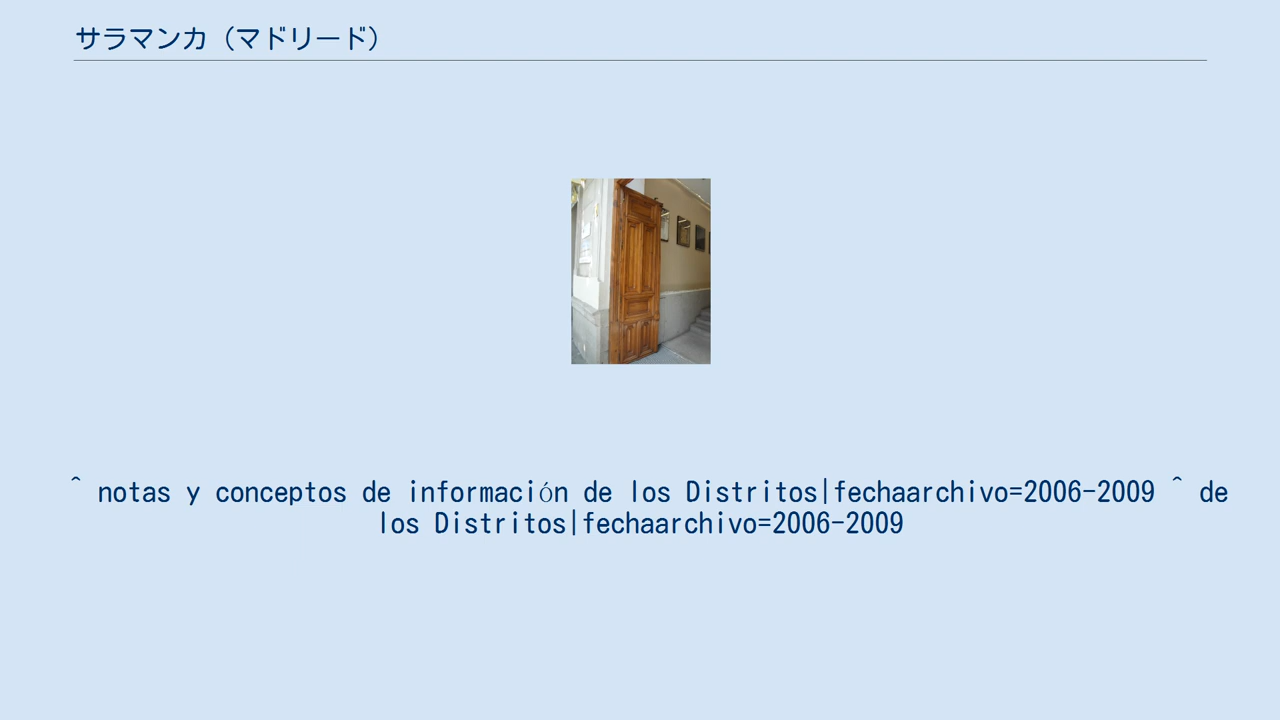 サラマンカ（マドリード）
^ notas y conceptos de información de los Distritos|fechaarchivo=2006-2009 ^ de
los Distritos|fechaarchivo=2006-2009